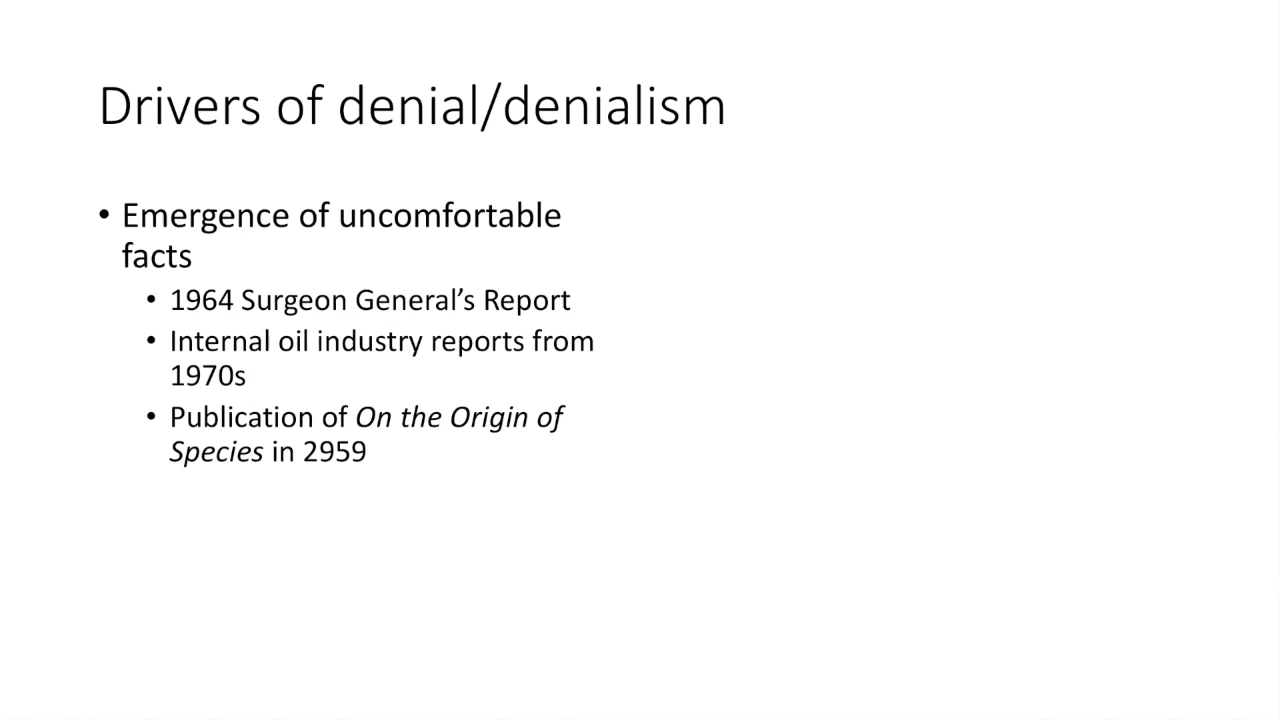 Drivers of denial/denialism
• Emergence of uncomfortable
facts
• 1964 Surgeon General’s Report
• Internal oil industry reports from
1970s
• Publication of On the Origin of
Species in 2959